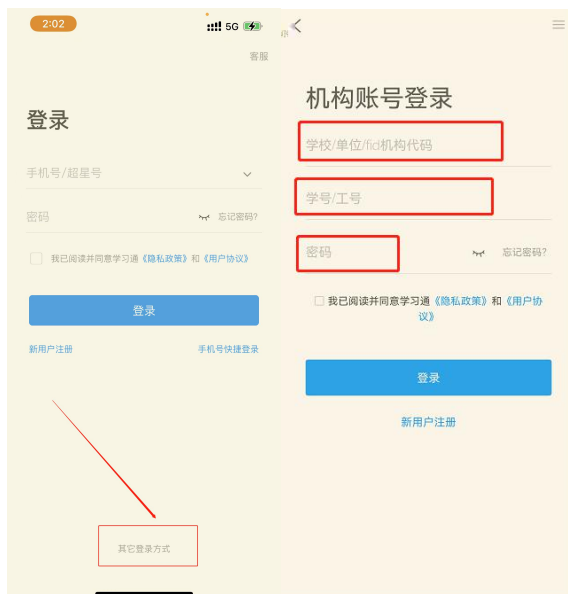 2:02
5G
客服
登录
手机号/超星号
密码
忘记密码?
我已阅读并同意学习通《隐私政策》和《用户协议》
登录
新用户注册
手机号快捷登录
其它登录方式
机构账号登录
学校/单位/fid机构代码
学号/工号
密码
忘记密码?
我已阅读并同意学习通《隐私政策》和《用户协
议》
登录
新用户注册